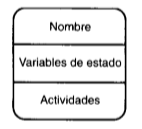 Nombre
Variables de estado
Actividades